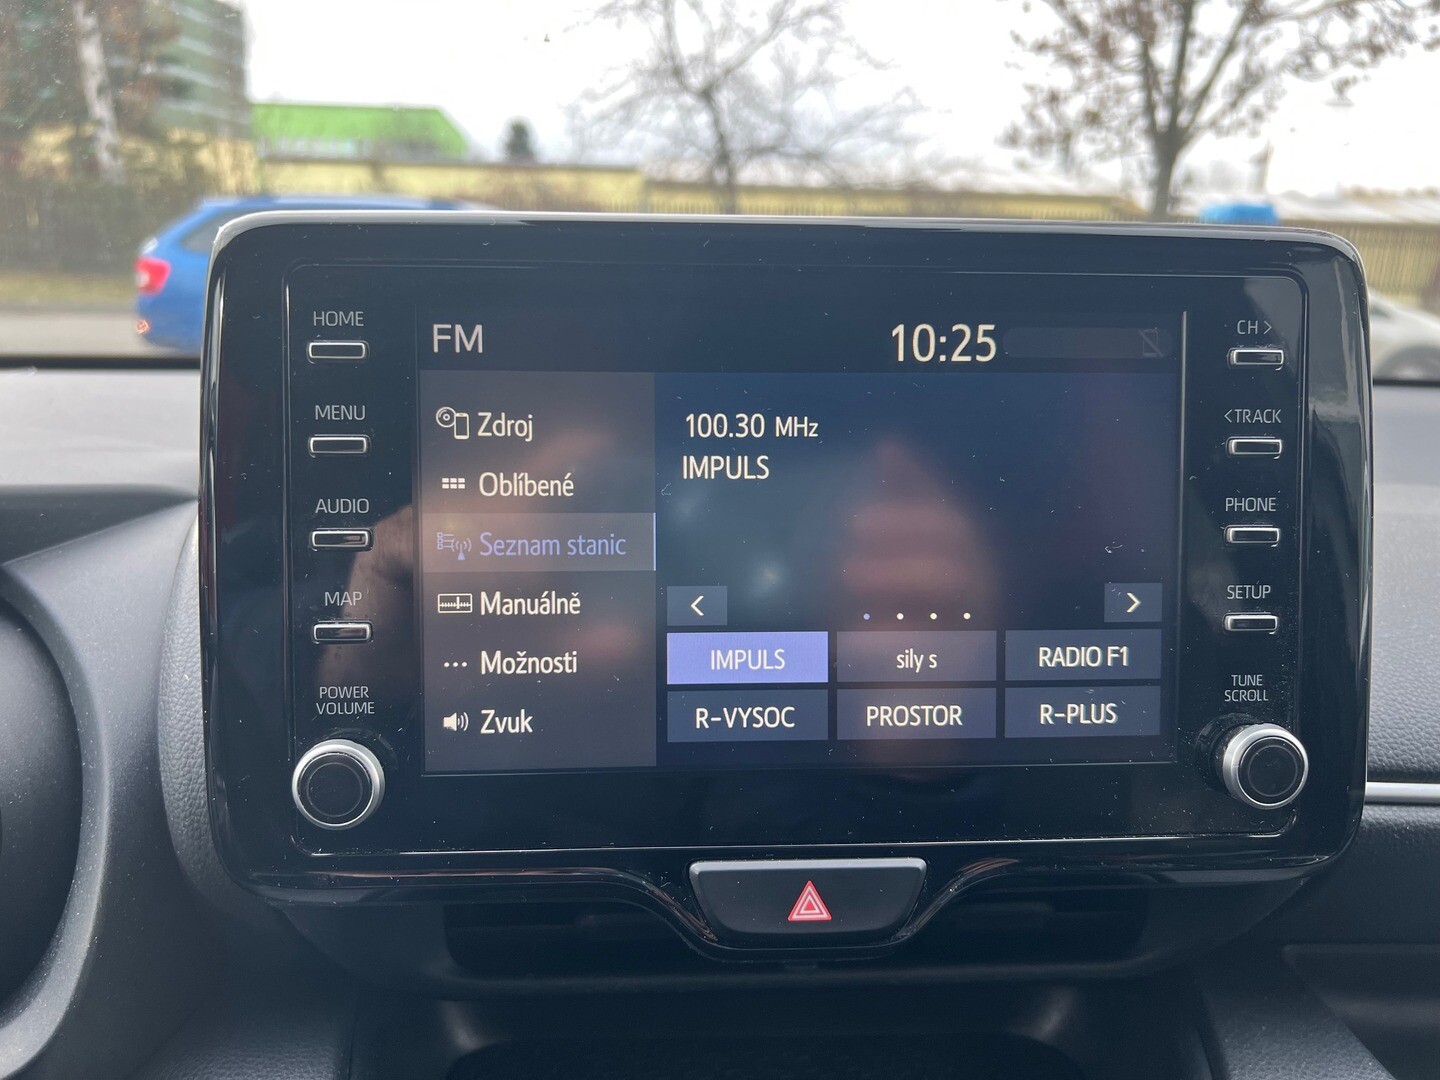 HOME
MENU
AUDIO
MAP
POWER
VOLUME
FM
10:25
Zdroj
Oblíbené
Seznam stanic
Manuálně
Možnosti
Zvuk
100.30 MHz
IMPULS
IMPULS
sily s
RADIO F1
R-VYSOC
PROSTOR
R-PLUS
CH >
<TRACK
PHONE
SETUP
TUNE
SCROLL